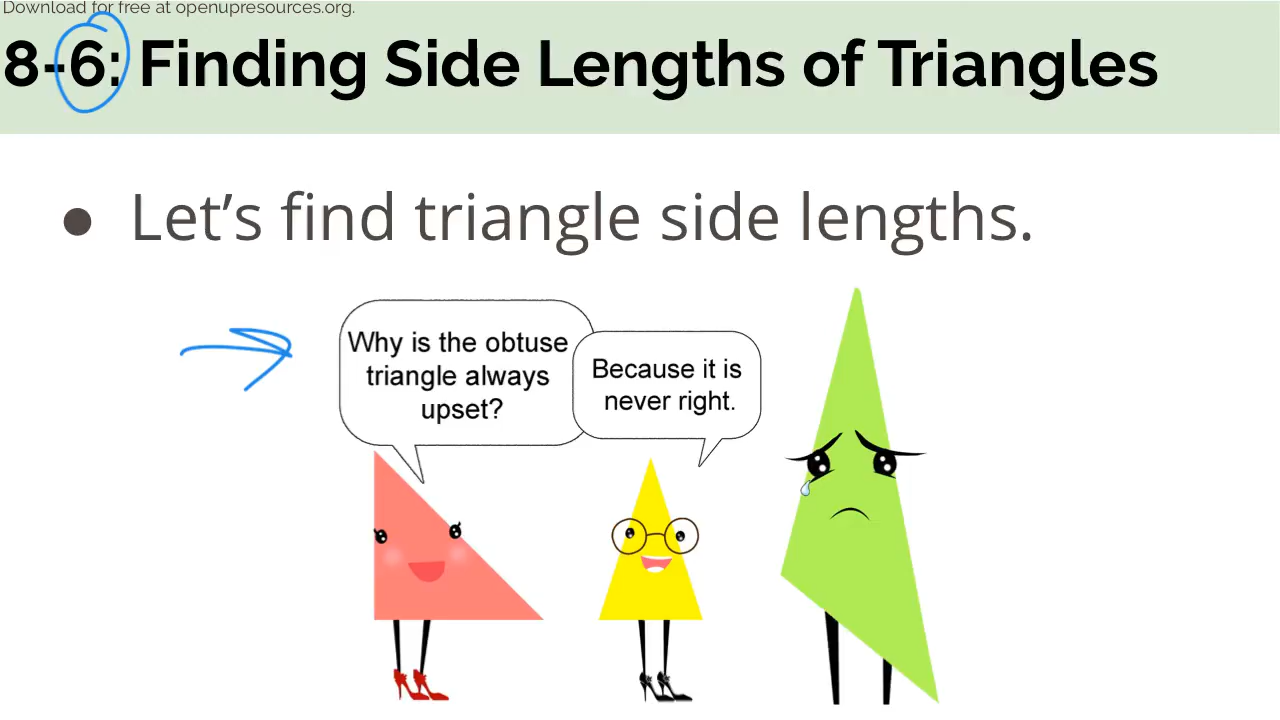 Download for free at openupresources.org.
8-6: Finding Side Lengths of Triangles
● Let’s find triangle side lengths.
Why is the obtuse
triangle always
upset?
Because it is
never right.